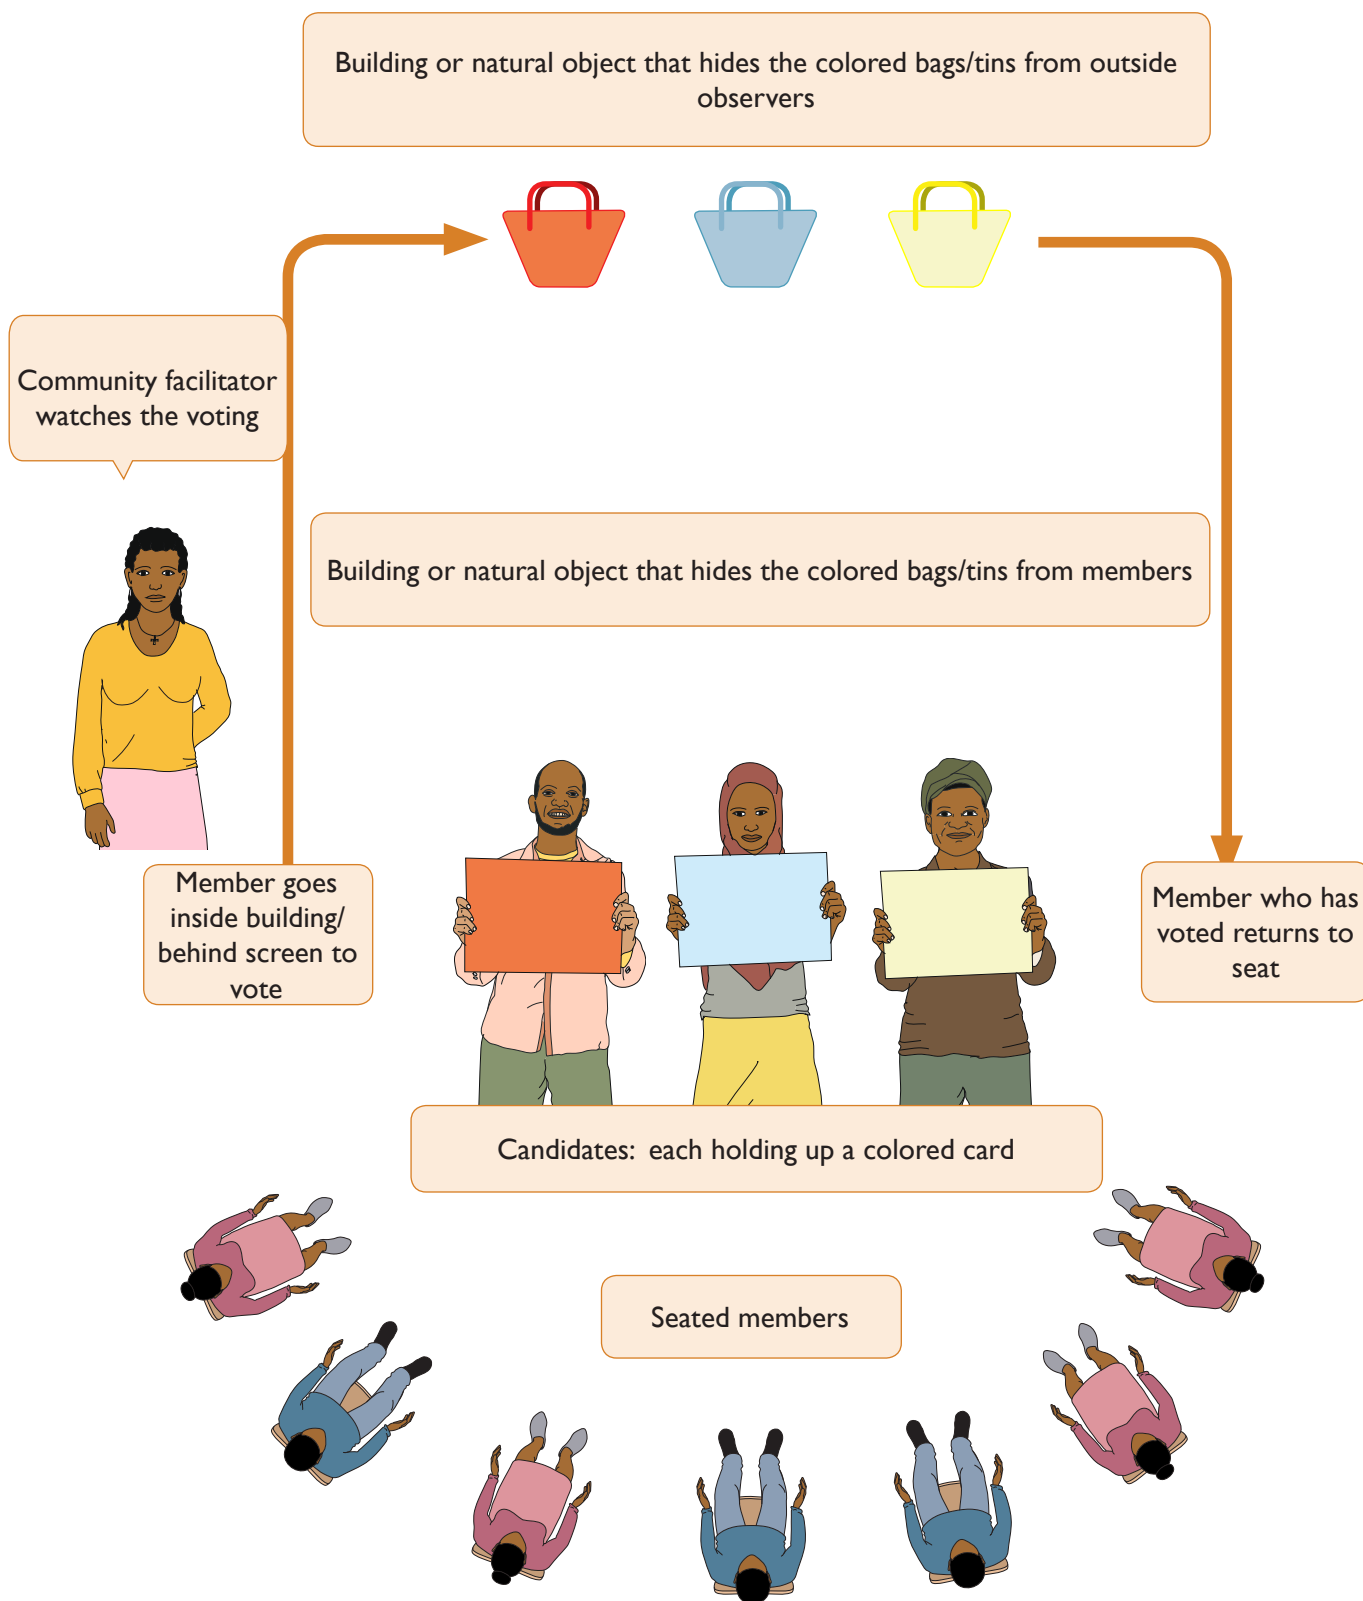 Building or natural object that hides the colored bags/tins from outside
observers
Community facilitator
watches the voting
Building or natural object that hides the colored bags/tins from members
Member goes
inside building/
behind screen to
vote
Member who has
voted returns to
seat
Candidates: each holding up a colored card
Seated members